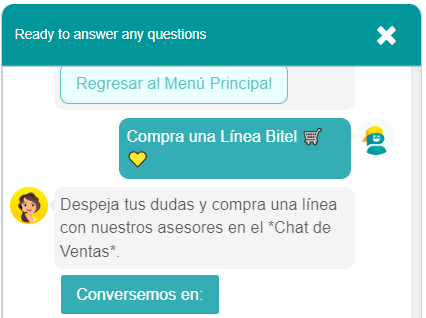 Ready to answer any questions
Regresar al Menú Principal
Compra una Línea Bitel 🛒
💛
Despeja tus dudas y compra una línea
con nuestros asesores en el *Chat de
Ventas*.
Conversemos en: